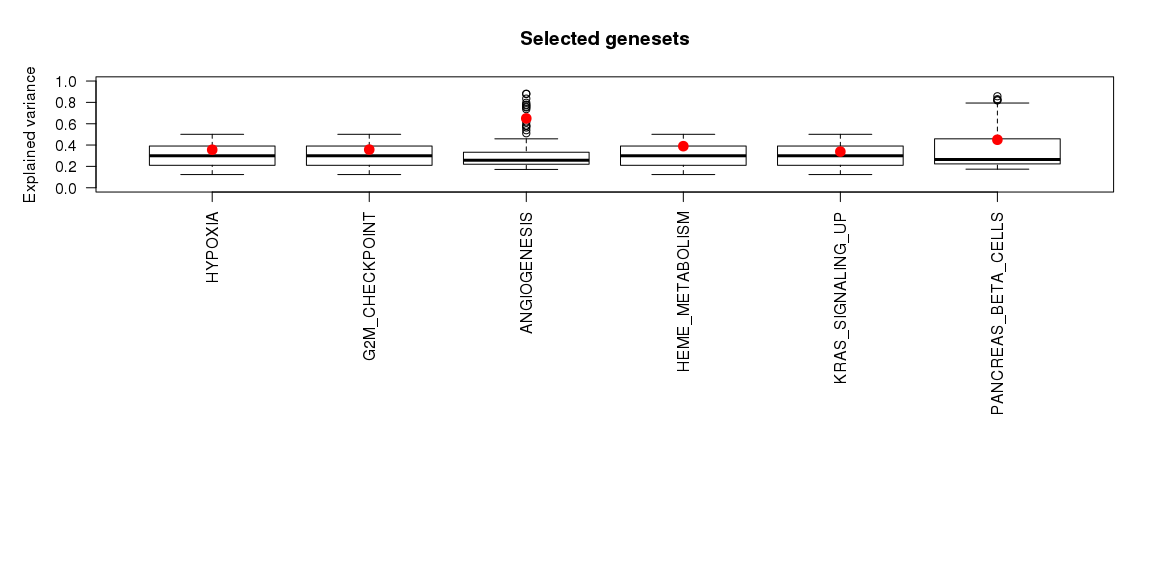 Selected genesets
Explained variance
1.0
0.8
0.6
0.4
0.2
0.0
HYPOXIA
G2M_CHECKPOINT
ANGIOGENESIS
HEME_METABOLISM
KRAS_SIGNALING_UP
PANCREAS_BETA_CELLS